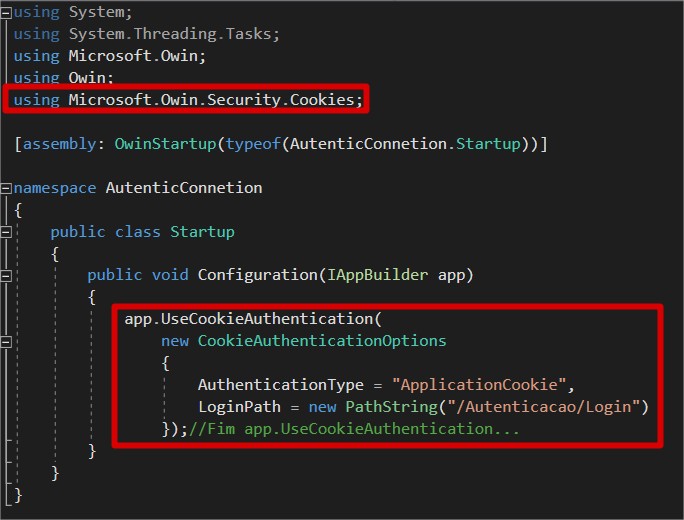 using System;
using System.Threading.Tasks;
using Microsoft.Owin;
using Owin;
using Microsoft.Owin.Security.Cookies;
[assembly: OwinStartup(typeof(AutenticConnetion.Startup))]
namespace AutenticConnetion
{
public class Startup
{
public void Configuration(IAppBuilder app)
{
app.UseCookieAuthentication(
new CookieAuthenticationOptions
{
AuthenticationType = "ApplicationCookie",
LoginPath = new PathString("/Autenticacao/Login")
});//Fim app.UseCookieAuthentication...
}
}
}